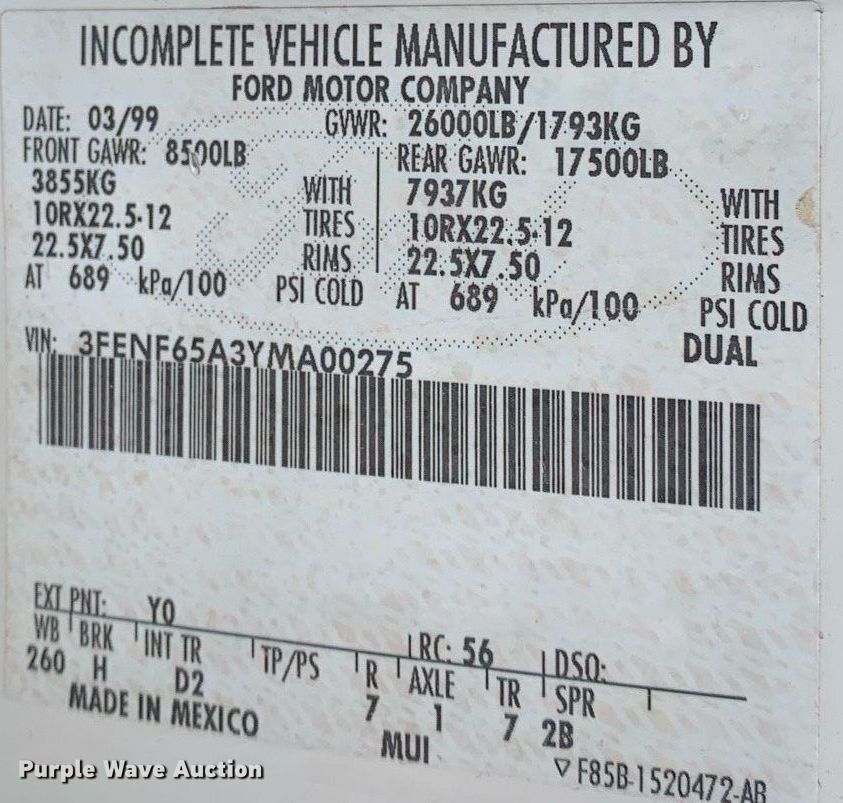 INCOMPLETE VEHICLE MANUFACTURED BY
FORD MOTOR COMPANY
DATE: 03/99 GVWR: 26000LB/1793KG
FRONT GAWR: 8500LB REAR GAWR: 17500LB
3855KG WITH 7937KG WITH
10RX22.5-12 TIRES 10RX22.5-12 TIRES
22.5X7.50 RIMS 22.5X7.50 RIMS
AT 689 kPa/100 PSI COLD AT 689 kPa/100 PSI COLD
DUAL
VIN: 3FENF65A3YMA00275
EXT PNT: Y0 RC: 56 DSO:
WB BRK INT TR TP/PS R AXLE TR SPR
260 H D2 7 1 7 2B
MADE IN MEXICO MUI
▽ F85B-1520472-AB
Purple Wave Auction